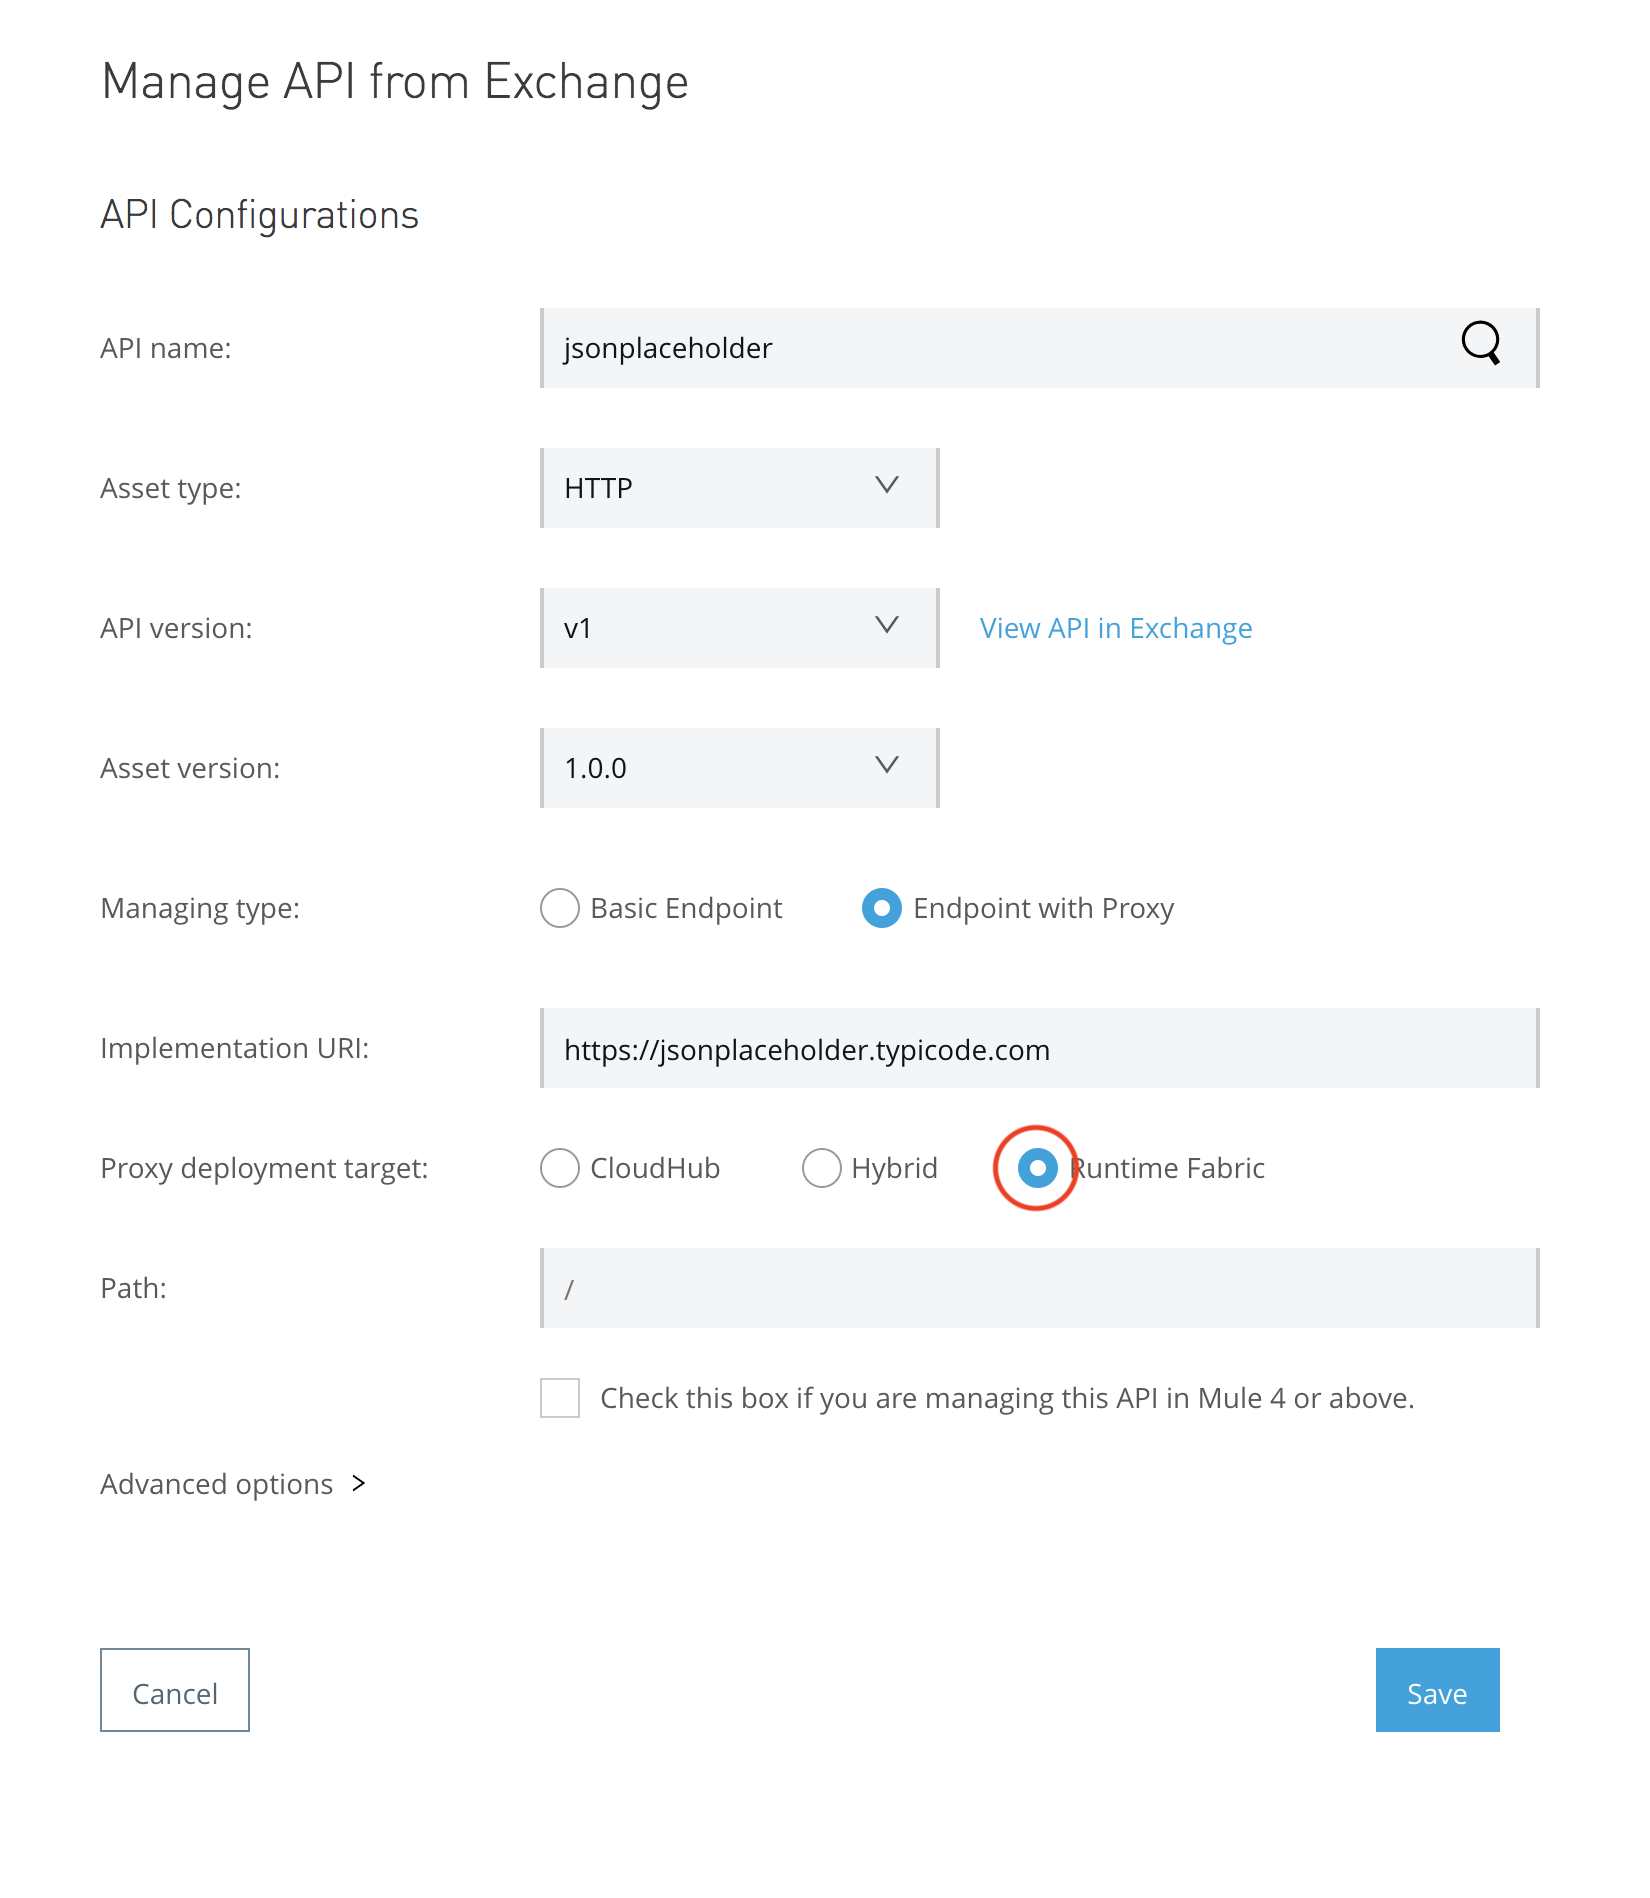 Manage API from Exchange
API Configurations
API name: jsonplaceholder
Asset type: HTTP
API version: v1 View API in Exchange
Asset version: 1.0.0
Managing type: Basic Endpoint Endpoint with Proxy
Implementation URI: https://jsonplaceholder.typicode.com
Proxy deployment target: CloudHub Hybrid Runtime Fabric
Path: /
Check this box if you are managing this API in Mule 4 or above.
Advanced options >
Cancel Save